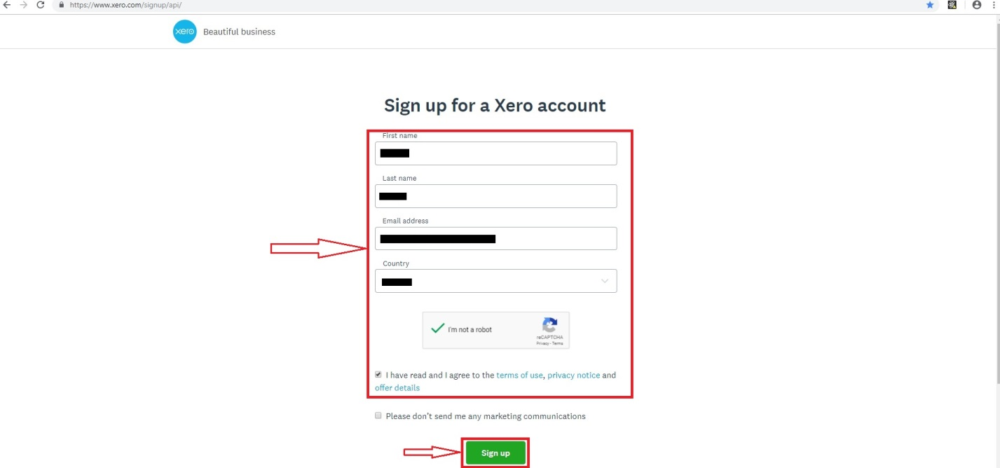 https://www.xero.com/signup/api/
xero Beautiful business
Sign up for a Xero account
First name
Last name
Email address
Country
I'm not a robot
reCAPTCHA
Privacy - Terms
I have read and I agree to the terms of use, privacy notice and
offer details
Please don't send me any marketing communications
Sign up